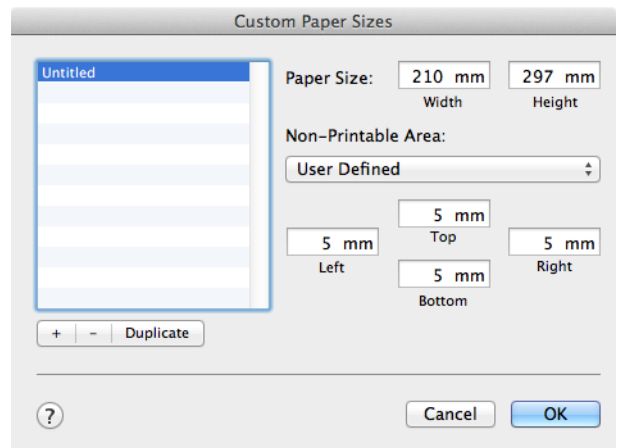 Custom Paper Sizes
Untitled
Paper Size: 210 mm 297 mm
Width Height
Non-Printable Area:
User Defined
5 mm
Top
5 mm 5 mm
Left Right
5 mm
Bottom
+ - Duplicate
? Cancel OK